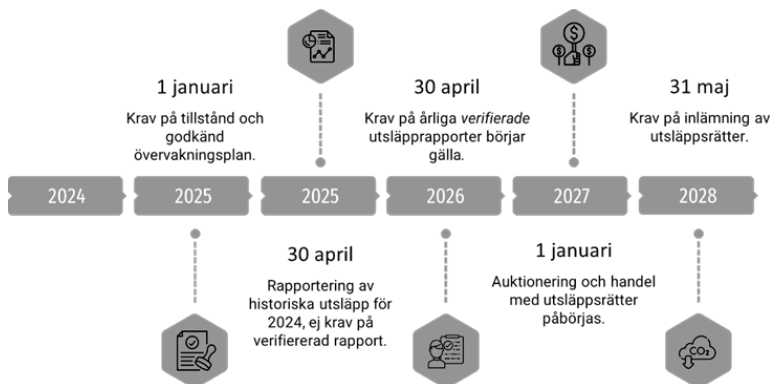 1 januari
Krav på tillstånd och
godkänd
övervakningsplan.
30 april
Krav på årliga verifierade
utsläpprapporter börjar
gälla.
31 maj
Krav på inlämning av
utsläppsrätter.
2024
2025
2025
2026
2027
2028
30 april
Rapportering av
historiska utsläpp för
2024, ej krav på
verifiererad rapport.
1 januari
Auktionering och handel
med utsläppsrätter
påbörjas.
CO₂